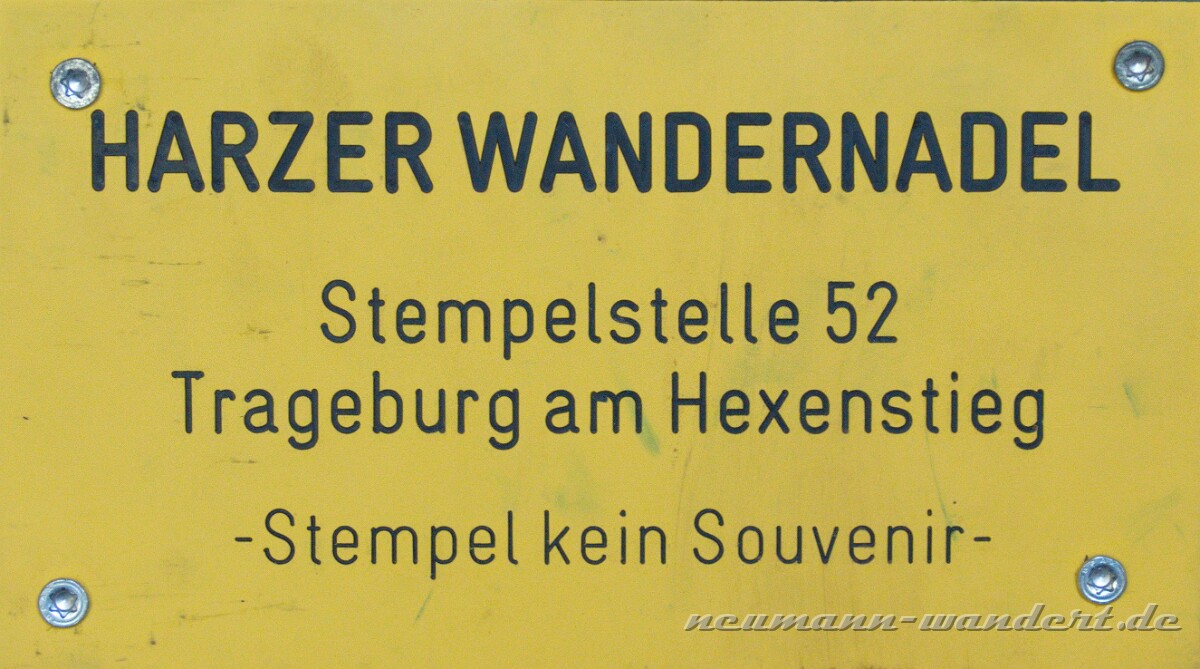 HARZER WANDERNADEL
Stempelstelle 52
Trageburg am Hexenstieg
-Stempel kein Souvenir-
neumann-wandert.de